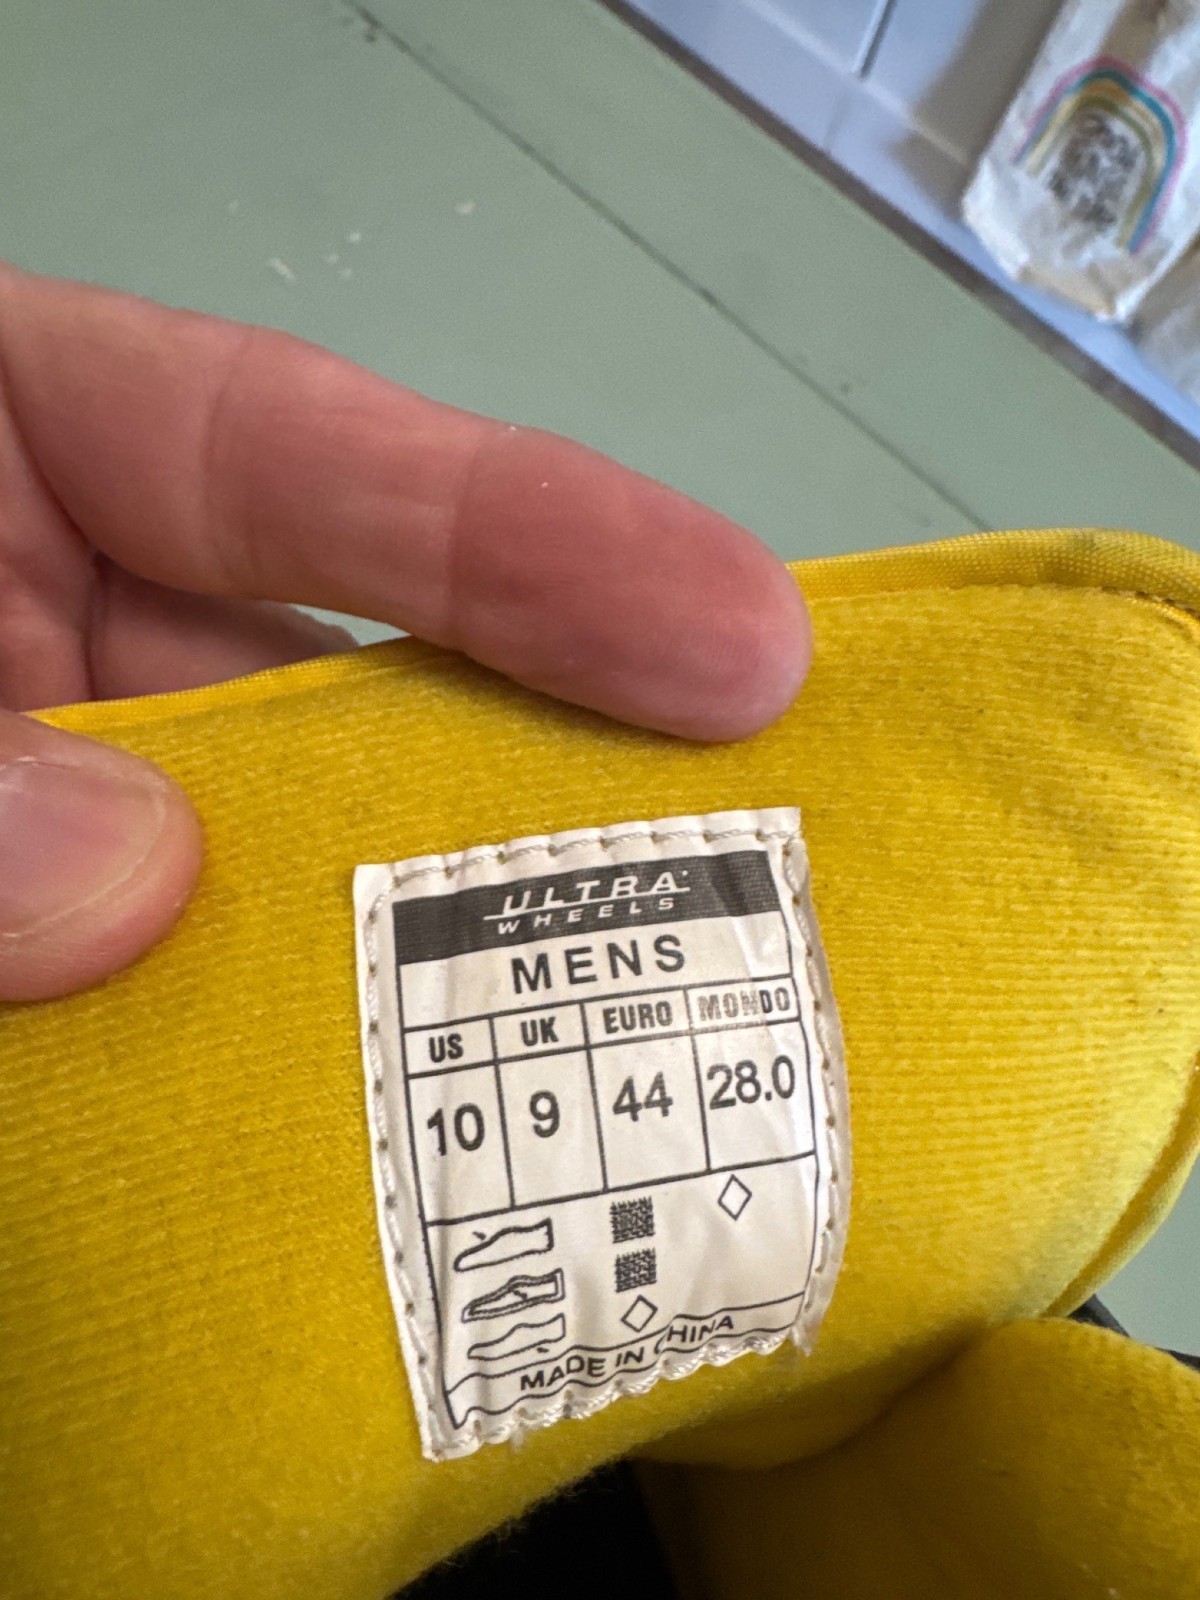 ULTRA
WHEELS
MENS
US UK EURO MONDO
10 9 44 28.0
MADE IN CHINA